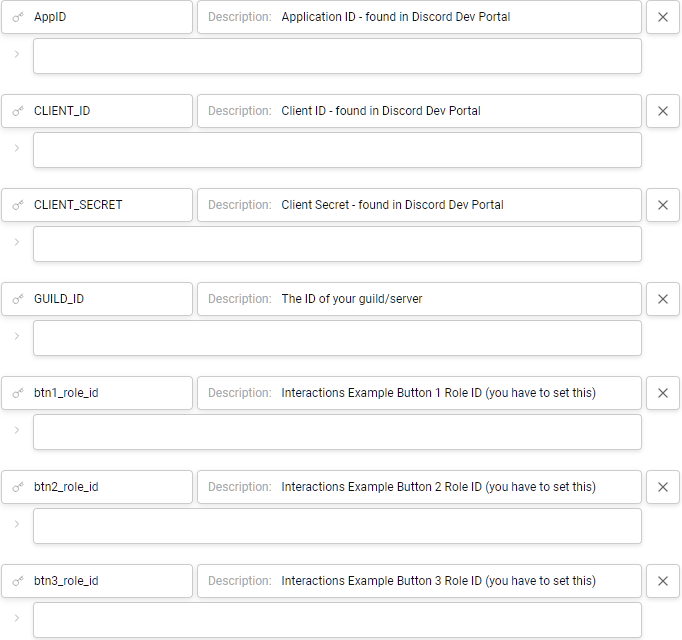 AppID Description: Application ID - found in Discord Dev Portal
CLIENT_ID Description: Client ID - found in Discord Dev Portal
CLIENT_SECRET Description: Client Secret - found in Discord Dev Portal
GUILD_ID Description: The ID of your guild/server
btn1_role_id Description: Interactions Example Button 1 Role ID (you have to set this)
btn2_role_id Description: Interactions Example Button 2 Role ID (you have to set this)
btn3_role_id Description: Interactions Example Button 3 Role ID (you have to set this)